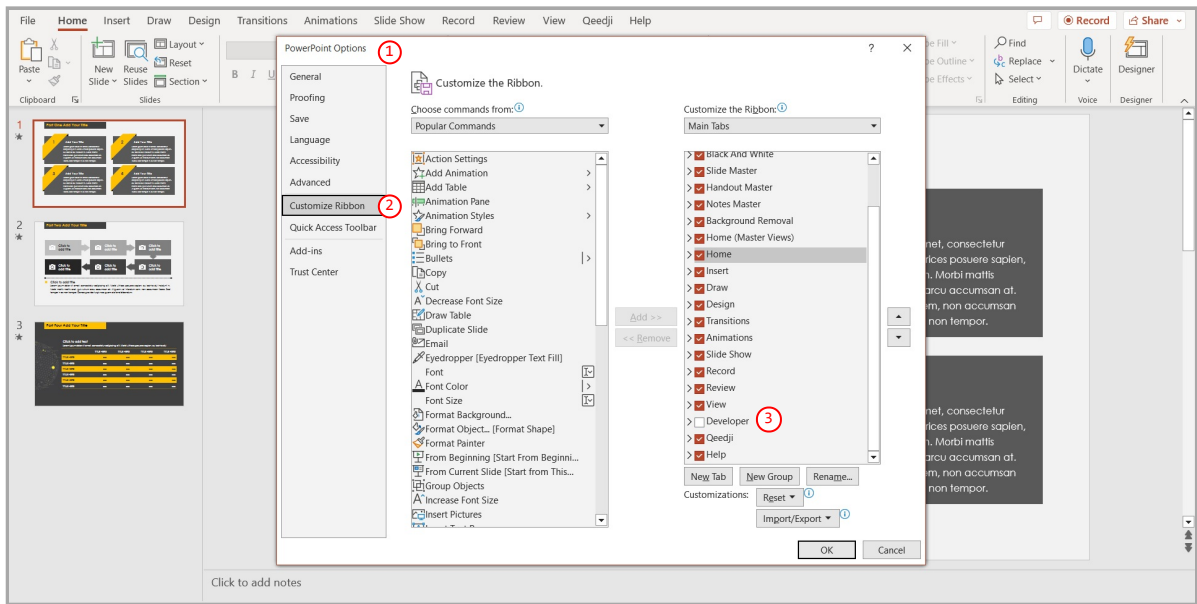 File Home Insert Draw Design Transitions Animations Slide Show Record Review View Qeedji Help
Record Share
Paste
New Slide
Reuse Slides
Layout
Reset
Section
B I U
Find
Replace
Select
Dictate
Designer
Clipboard Slides Editing Voice Designer
PowerPoint Options 1
?
General
Proofing
Save
Language
Accessibility
Advanced
Customize Ribbon 2
Quick Access Toolbar
Add-ins
Trust Center
Customize the Ribbon.
Choose commands from:
Popular Commands
Action Settings
Add Animation
Add Table
Animation Pane
Animation Styles
Bring Forward
Bring to Front
Bullets
Copy
Cut
Decrease Font Size
Draw Table
Duplicate Slide
Email
Eyedropper [Eyedropper Text Fill]
Font
Font Color
Font Size
Format Background...
Format Object... [Format Shape]
Format Painter
From Beginning [Start From Beginni...
From Current Slide [Start from This...
Group Objects
Increase Font Size
Insert Pictures
Add >>
<< Remove
Customize the Ribbon:
Main Tabs
Black And White
Slide Master
Handout Master
Notes Master
Background Removal
Home (Master Views)
Home
Insert
Draw
Design
Transitions
Animations
Slide Show
Record
Review
View
Developer 3
Qeedji
Help
New Tab New Group Rename...
Customizations: Reset
Import/Export
OK Cancel
1
2
3
net, consectetur
rices posuere sapien,
n. Morbi mattis
arcu accumsan at.
em, non accumsan
non tempor.
net, consectetur
rices posuere sapien,
n. Morbi mattis
arcu accumsan at.
em, non accumsan
non tempor.
Click to add notes